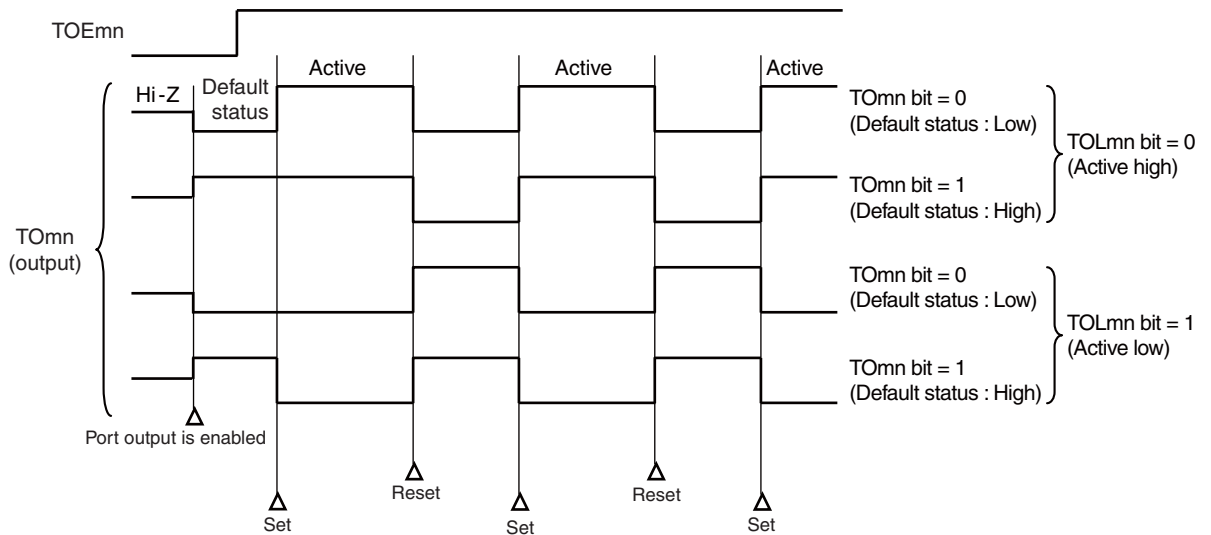 TOEmn
Active
Active
Active
Hi-Z
Default
status
TOmn bit = 0
(Default status : Low)
TOLmn bit = 0
(Active high)
TOmn bit = 1
(Default status : High)
TOmn
(output)
TOmn bit = 0
(Default status : Low)
TOLmn bit = 1
(Active low)
TOmn bit = 1
(Default status : High)
Port output is enabled
Reset
Reset
Set
Set
Set